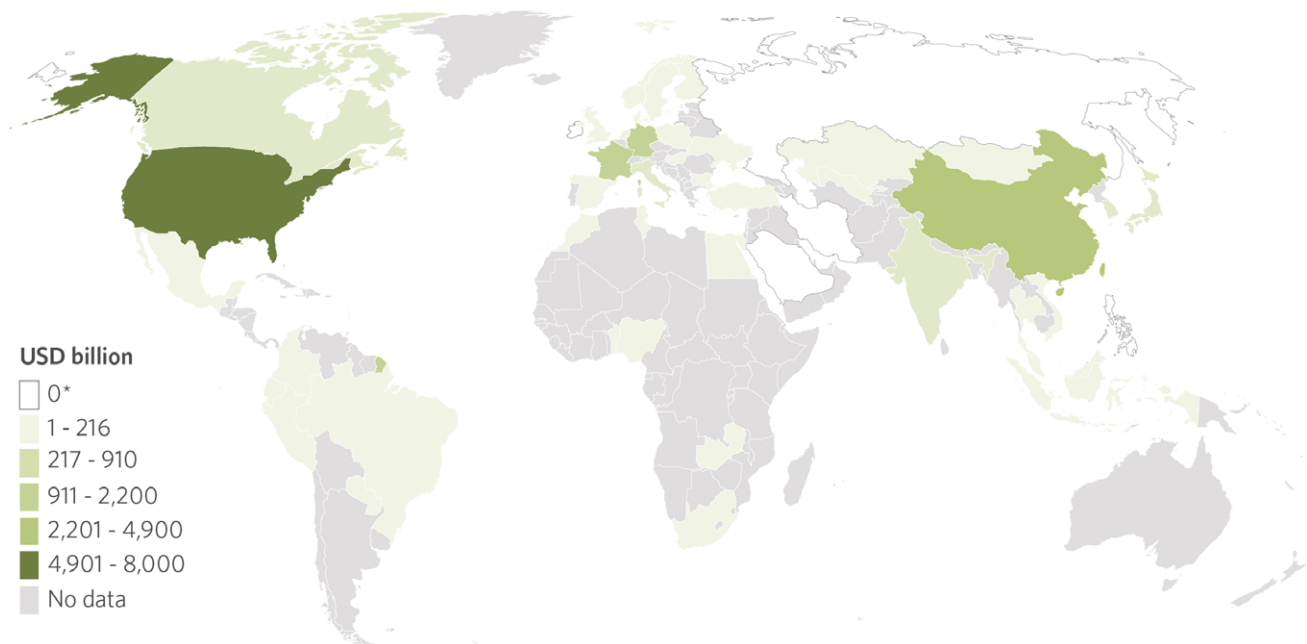 USD billion
0*
1 - 216
217 - 910
911 - 2,200
2,201 - 4,900
4,901 - 8,000
No data